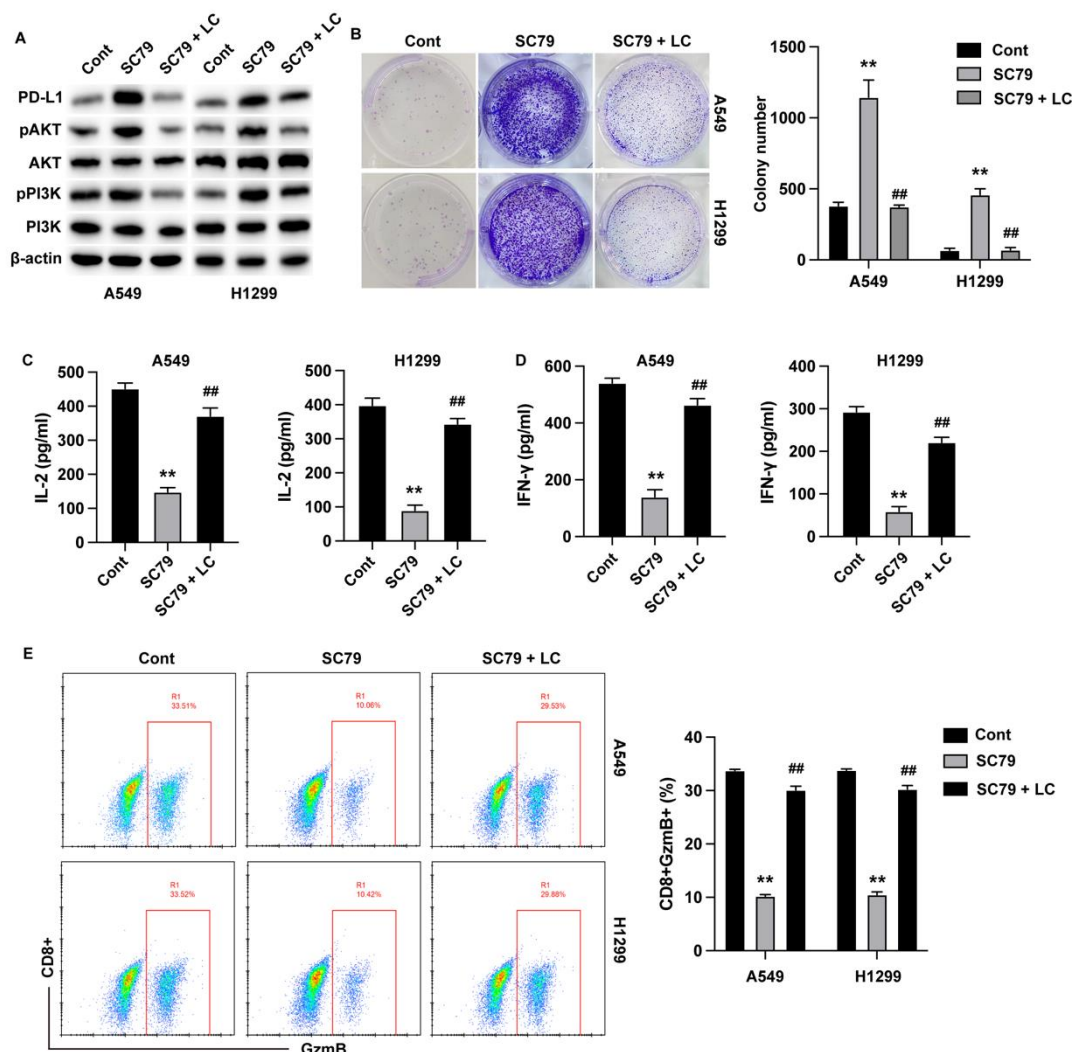 A
Cont SC79 SC79 + LC Cont SC79 SC79 + LC
PD-L1
pAKT
AKT
pPI3K
PI3K
β-actin
A549 H1299
B
Cont SC79 SC79 + LC
A549
H1299
Colony number
1500
1000
500
0
** ## ** ##
A549 H1299
Cont
SC79
SC79 + LC
C
A549
IL-2 (pg/ml)
500
400
300
200
100
0
** ##
Cont SC79 SC79 + LC
H1299
IL-2 (pg/ml)
500
400
300
200
100
0
** ##
Cont SC79 SC79 + LC
D
A549
IFN-γ (pg/ml)
600
400
200
0
** ##
Cont SC79 SC79 + LC
H1299
IFN-γ (pg/ml)
400
300
200
100
0
** ##
Cont SC79 SC79 + LC
E
Cont SC79 SC79 + LC
R1
33.51%
R1
10.06%
R1
29.53%
A549
R1
33.52%
R1
10.42%
R1
29.88%
H1299
CD8+
GzmB
CD8+GzmB+ (%)
40
30
20
10
0
** ## ** ##
A549 H1299
Cont
SC79
SC79 + LC